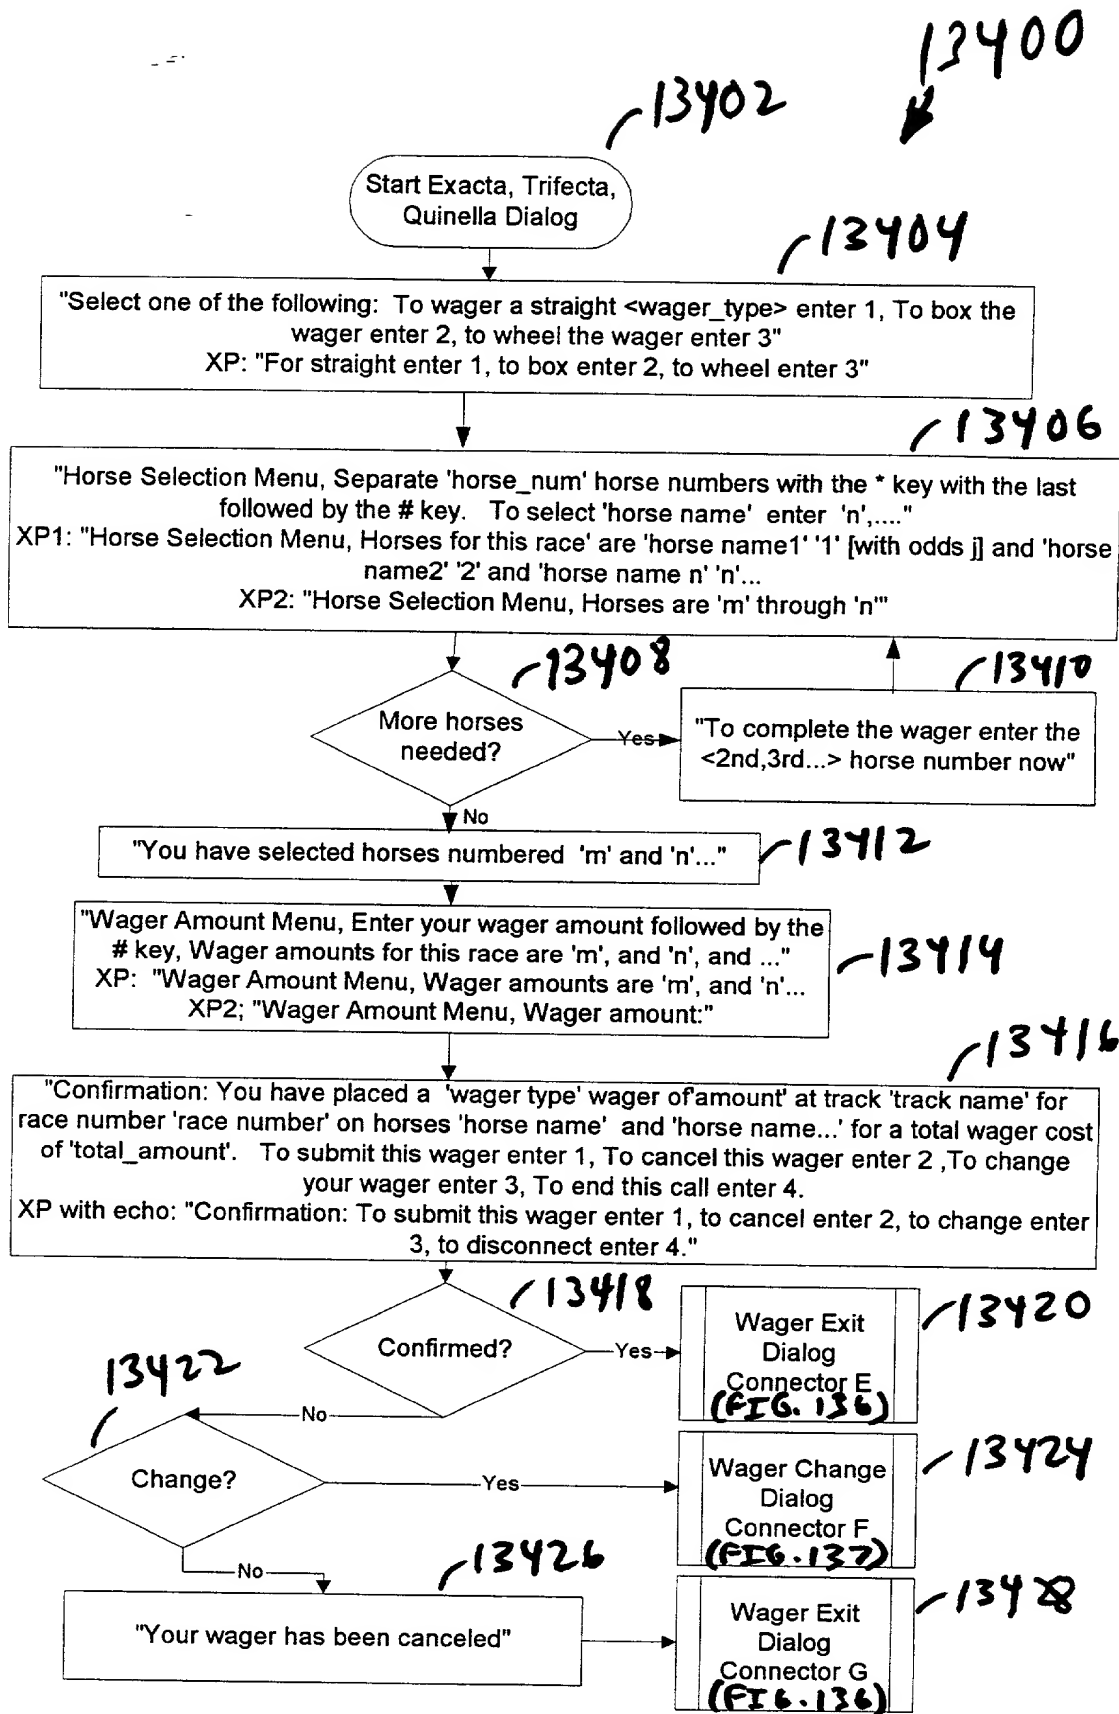 13400
13402
Start Exacta, Trifecta,
Quinella Dialog
13404
"Select one of the following: To wager a straight <wager_type> enter 1, To box the
wager enter 2, to wheel the wager enter 3"
XP: "For straight enter 1, to box enter 2, to wheel enter 3"
13406
"Horse Selection Menu, Separate 'horse_num' horse numbers with the * key with the last
followed by the # key. To select 'horse name' enter 'n',...."
XP1: "Horse Selection Menu, Horses for this race' are 'horse name1' '1' [with odds j] and 'horse
name2' '2' and 'horse name n' 'n'...
XP2: "Horse Selection Menu, Horses are 'm' through 'n'"
13408
More horses
needed?
Yes
13410
"To complete the wager enter the
<2nd,3rd...> horse number now"
No
"You have selected horses numbered 'm' and 'n'..."
13412
"Wager Amount Menu, Enter your wager amount followed by the
# key, Wager amounts for this race are 'm', and 'n', and ..."
XP: "Wager Amount Menu, Wager amounts are 'm', and 'n'...
XP2; "Wager Amount Menu, Wager amount:"
13414
13416
"Confirmation: You have placed a 'wager type' wager of'amount' at track 'track name' for
race number 'race number' on horses 'horse name' and 'horse name...' for a total wager cost
of 'total_amount'. To submit this wager enter 1, To cancel this wager enter 2 ,To change
your wager enter 3, To end this call enter 4.
XP with echo: "Confirmation: To submit this wager enter 1, to cancel enter 2, to change enter
3, to disconnect enter 4."
13418
Confirmed?
Yes
Wager Exit
Dialog
Connector E
(FIG. 136)
13420
13422
No
Change?
Yes
Wager Change
Dialog
Connector F
(FIG. 137)
13424
No
13426
"Your wager has been canceled"
Wager Exit
Dialog
Connector G
(FIG. 136)
13428